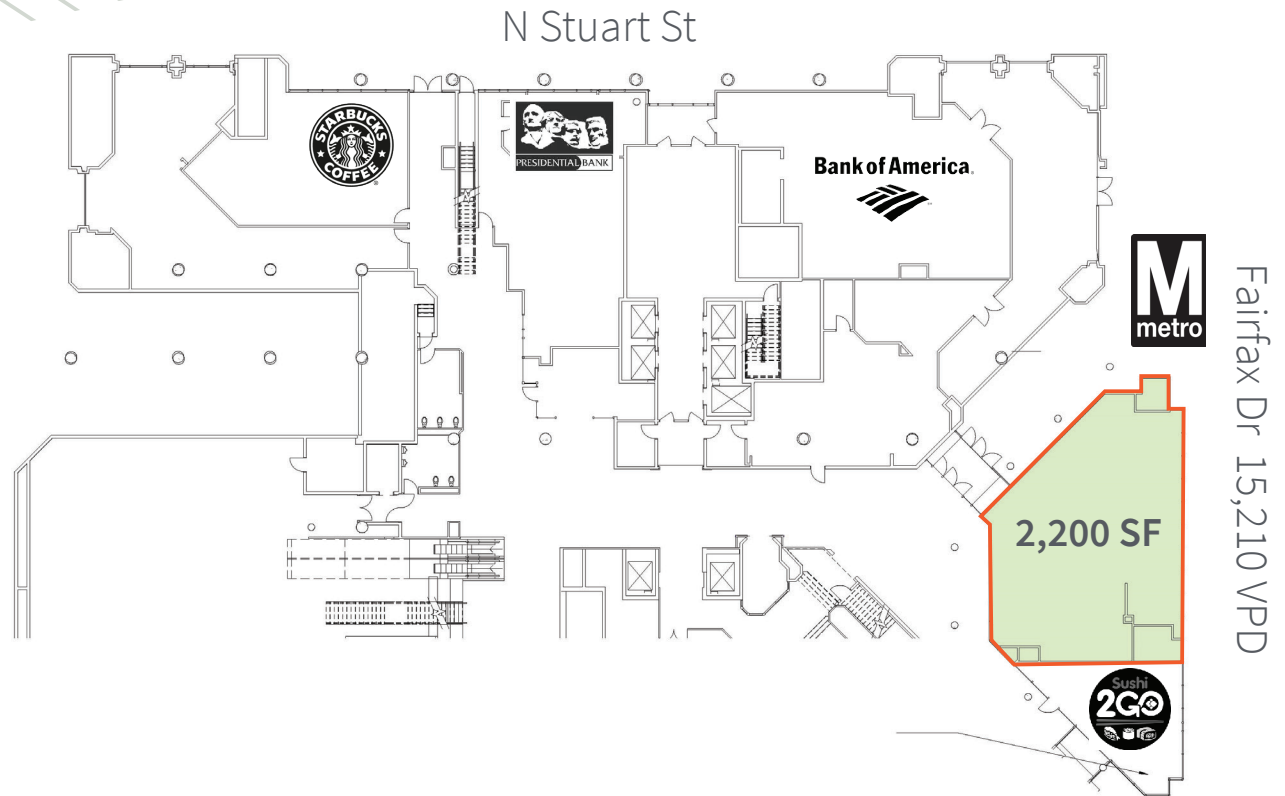 N Stuart St
STARBUCKS
COFFEE
PRESIDENTIAL BANK
Bank of America
M
metro
Fairfax Dr 15,210 VPD
2,200 SF
Sushi
2GO